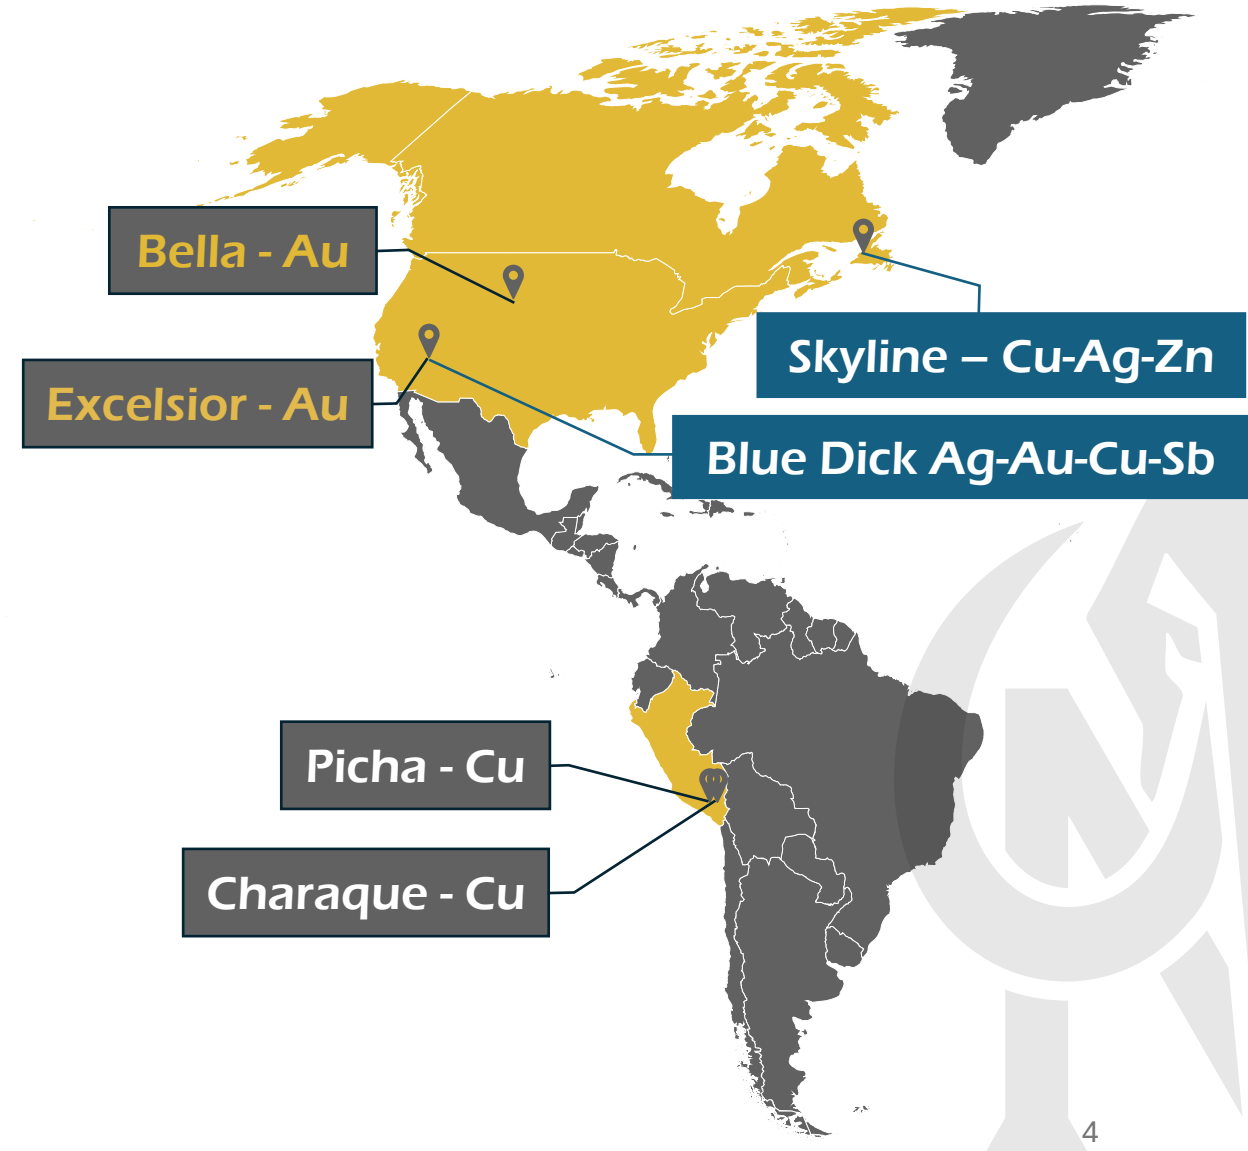 Bella - Au
Skyline – Cu-Ag-Zn
Excelsior - Au
Blue Dick Ag-Au-Cu-Sb
Picha - Cu
Charaque - Cu
4